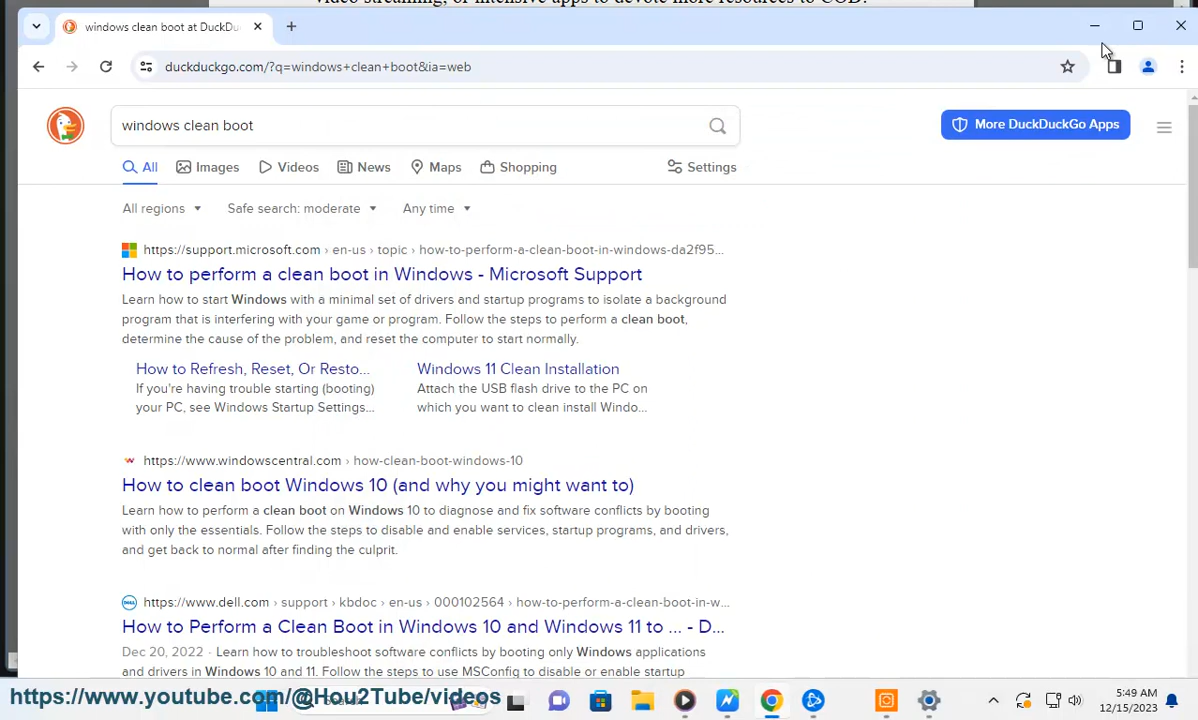 video streaming, or intensive apps to devote more resources to COD.
windows clean boot at DuckDu
duckduckgo.com/?q=windows+clean+boot&ia=web
windows clean boot
More DuckDuckGo Apps
All Images Videos News Maps Shopping Settings
All regions Safe search: moderate Any time
https://support.microsoft.com › en-us › topic › how-to-perform-a-clean-boot-in-windows-da2f95...
How to perform a clean boot in Windows - Microsoft Support
Learn how to start Windows with a minimal set of drivers and startup programs to isolate a background
program that is interfering with your game or program. Follow the steps to perform a clean boot,
determine the cause of the problem, and reset the computer to start normally.
How to Refresh, Reset, Or Resto...
If you're having trouble starting (booting)
your PC, see Windows Startup Settings...
Windows 11 Clean Installation
Attach the USB flash drive to the PC on
which you want to clean install Windo...
https://www.windowscentral.com › how-clean-boot-windows-10
How to clean boot Windows 10 (and why you might want to)
Learn how to perform a clean boot on Windows 10 to diagnose and fix software conflicts by booting
with only the essentials. Follow the steps to disable and enable services, startup programs, and drivers,
and get back to normal after finding the culprit.
DELL
https://www.dell.com › support › kbdoc › en-us › 000102564 › how-to-perform-a-clean-boot-in-w...
How to Perform a Clean Boot in Windows 10 and Windows 11 to ... - D...
Dec 20, 2022 · Learn how to troubleshoot software conflicts by booting only Windows applications
and drivers in Windows 10 and 11. Follow the steps to use MSConfig to disable or enable startup
https://www.youtube.com/@Hou2Tube/videos
5:49 AM
12/15/2023